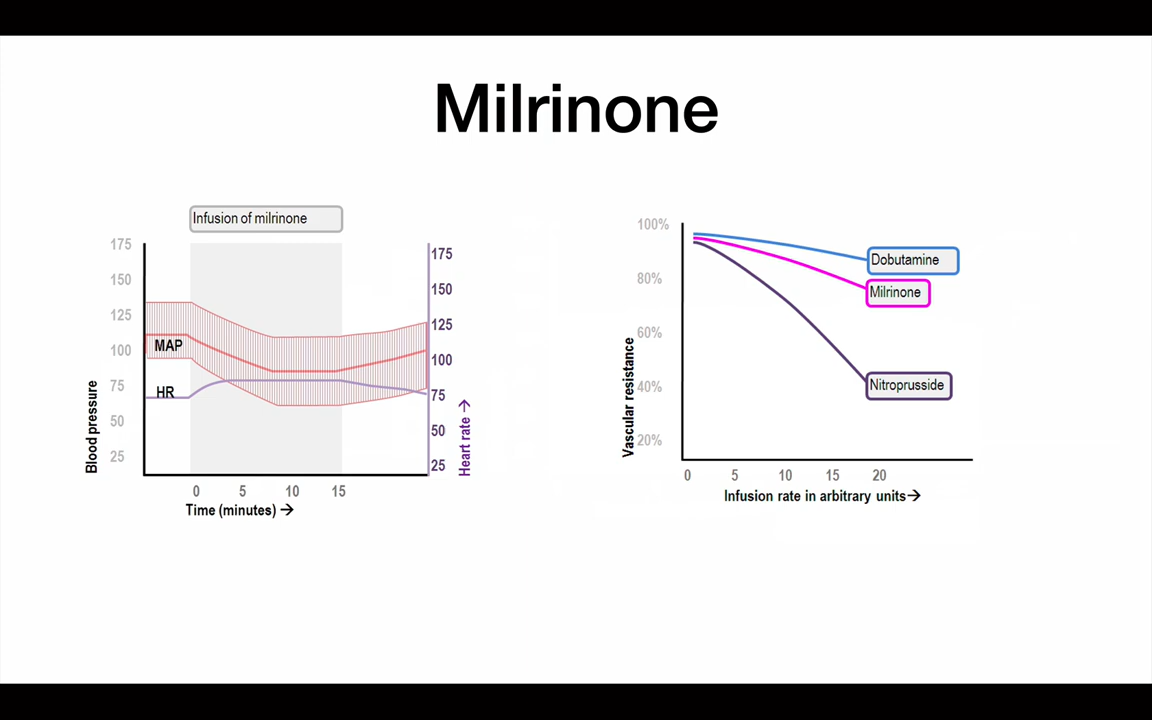 Milrinone
Infusion of milrinone
175
150
125
100
75
50
25
Blood pressure
MAP
HR
175
150
125
100
75
50
25
Heart rate →
0 5 10 15
Time (minutes) →
100%
80%
60%
40%
20%
Vascular resistance
Dobutamine
Milrinone
Nitroprusside
0 5 10 15 20
Infusion rate in arbitrary units→